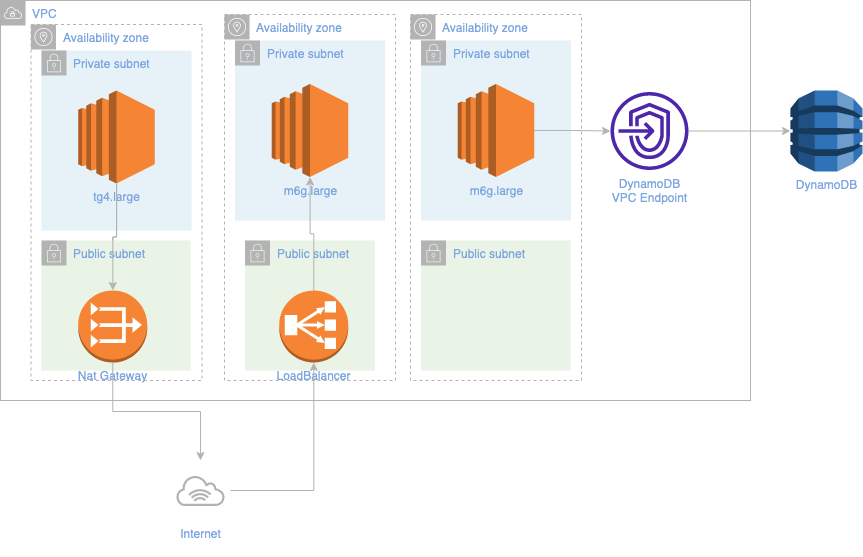 VPC
Availability zone
Availability zone
Availability zone
Private subnet
Private subnet
Private subnet
tg4.large
m6g.large
m6g.large
DynamoDB
VPC Endpoint
DynamoDB
Public subnet
Public subnet
Public subnet
Nat Gateway
LoadBalancer
Internet